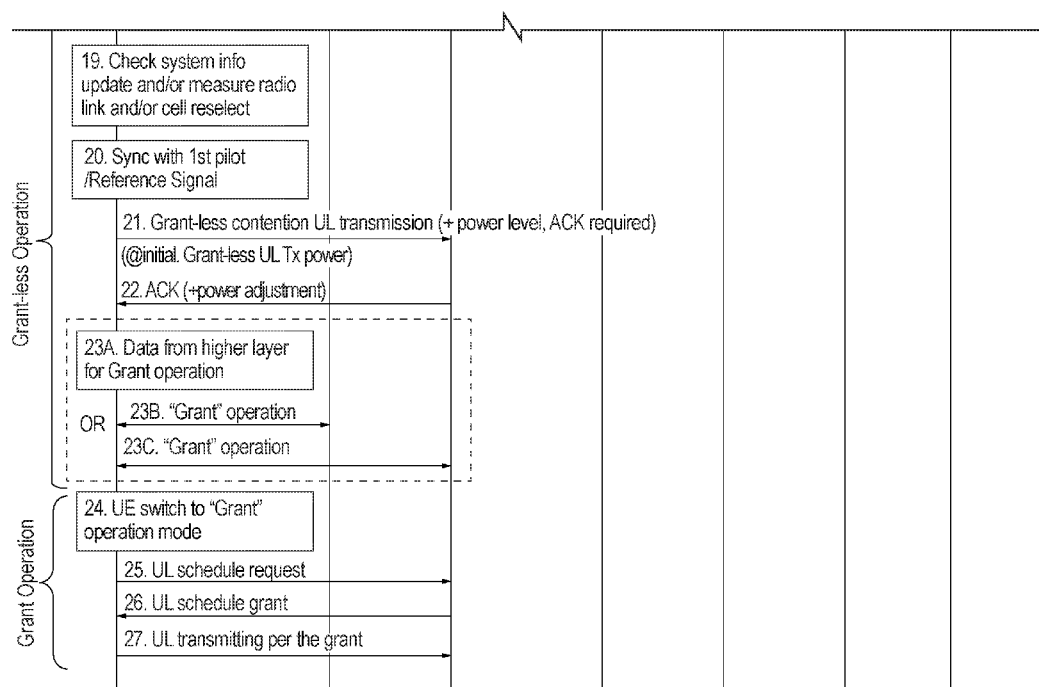 19. Check system info
update and/or measure radio
link and/or cell reselect
20. Sync with 1st pilot
/Reference Signal
21. Grant-less contention UL transmission (+ power level, ACK required)
(@initial. Grant-less UL Tx power)
22. ACK (+power adjustment)
Grant-less Operation
23A. Data from higher layer
for Grant operation
OR
23B. “Grant” operation
23C. “Grant” operation
24. UE switch to “Grant”
operation mode
25. UL schedule request
26. UL schedule grant
27. UL transmitting per the grant
Grant Operation